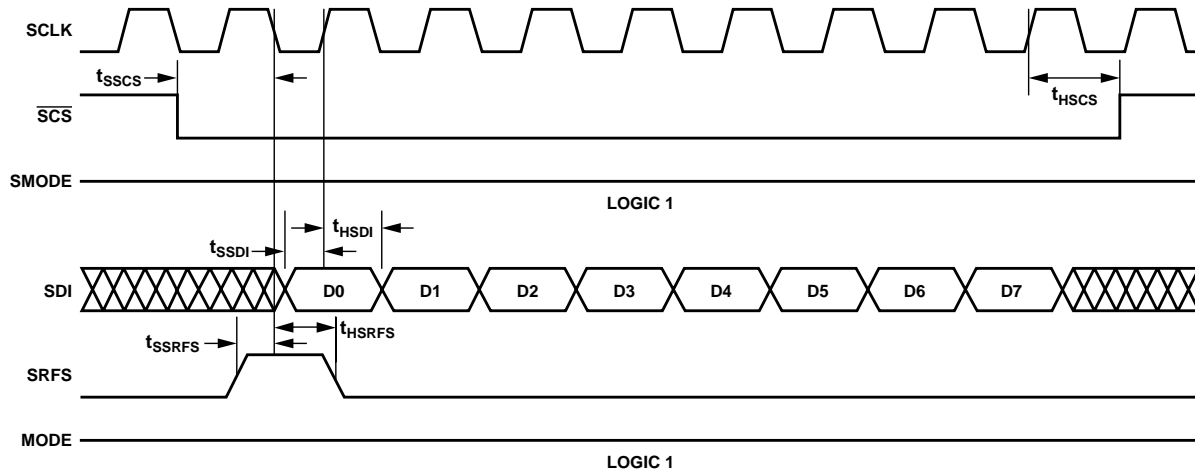 SCLK
tSSCS
tHSCS
SCS
SMODE
LOGIC 1
tHSDI
tSSDI
SDI
D0 D1 D2 D3 D4 D5 D6 D7
tHSRFS
tSSRFS
SRFS
MODE
LOGIC 1